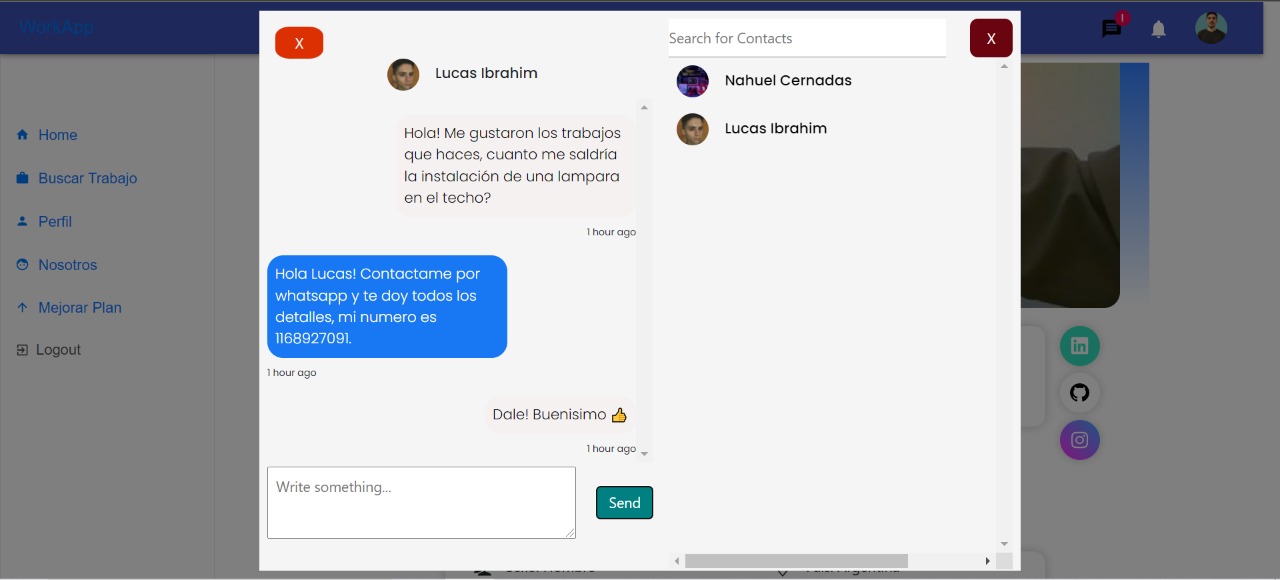 WorkApp
Home
Buscar Trabajo
Perfil
Nosotros
Mejorar Plan
Logout
X
Lucas Ibrahim
Hola! Me gustaron los trabajos
que haces, cuanto me saldría
la instalación de una lampara
en el techo?
1 hour ago
Hola Lucas! Contactame por
whatsapp y te doy todos los
detalles, mi numero es
1168927091.
1 hour ago
Dale! Buenisimo 👍
1 hour ago
Write something...
Send
Search for Contacts
X
Nahuel Cernadas
Lucas Ibrahim